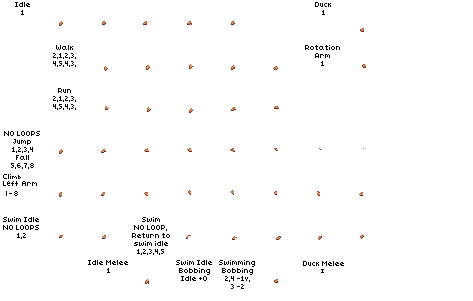 Idle
1
Duck
1
Walk
2,1,2,3,
4,5,4,3,
Rotation
Arm
1
Run
2,1,2,3,
4,5,4,3,
NO LOOPS
Jump
1,2,3,4
Fall
5,6,7,8
Climb
Left Arm
1-8
Swim Idle
NO LOOPS
1,2
Swim
NO LOOP,
Return to
swim idle
1,2,3,4,5
Idle Melee
1
Swim Idle
Bobbing
Idle +0
Swimming
Bobbing
2,4 -1v,
3 -2
Duck Melee
1